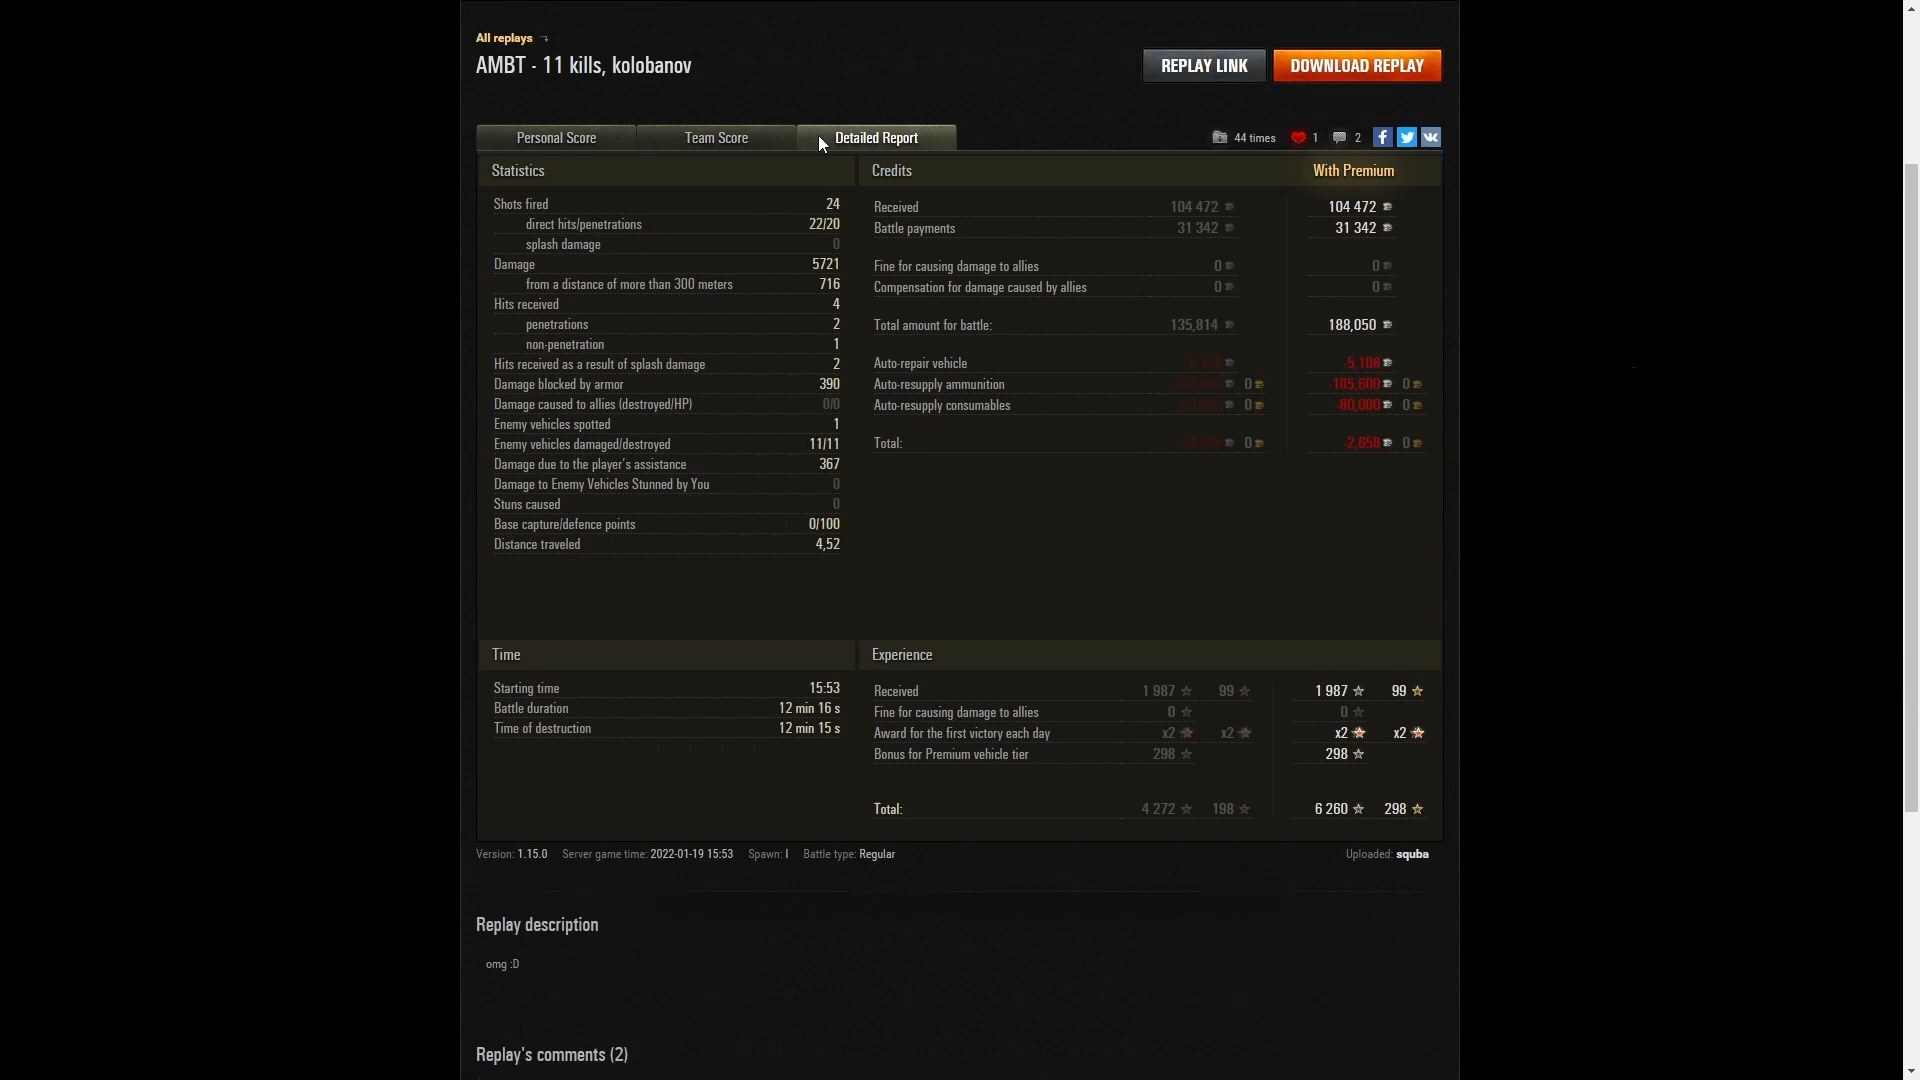 All replays
AMBT - 11 kills, kolobanov
REPLAY LINK DOWNLOAD REPLAY
Personal Score Team Score Detailed Report 44 times 1 2
Statistics
Shots fired 24
direct hits/penetrations 22/20
splash damage 0
Damage 5721
from a distance of more than 300 meters 716
Hits received 4
penetrations 2
non-penetration 1
Hits received as a result of splash damage 2
Damage blocked by armor 390
Damage caused to allies (destroyed/HP) 0/0
Enemy vehicles spotted 1
Enemy vehicles damaged/destroyed 11/11
Damage due to the player's assistance 367
Damage to Enemy Vehicles Stunned by You 0
Stuns caused 0
Base capture/defence points 0/100
Distance traveled 4,52
Credits With Premium
Received 104 472 104 472
Battle payments 31 342 31 342
Fine for causing damage to allies 0 0
Compensation for damage caused by allies 0 0
Total amount for battle: 135,814 188,050
Auto-repair vehicle -5,108
Auto-resupply ammunition 0 -105,600 0
Auto-resupply consumables 0 -80,000 0
Total: 0 -2,658 0
Time
Starting time 15:53
Battle duration 12 min 16 s
Time of destruction 12 min 15 s
Experience
Received 1 987 99 1 987 99
Fine for causing damage to allies 0 0
Award for the first victory each day x2 x2 x2 x2
Bonus for Premium vehicle tier 298 298
Total: 4 272 198 6 260 298
Version: 1.15.0 Server game time: 2022-01-19 15:53 Spawn: I Battle type: Regular Uploaded: squba
Replay description
omg :D
Replay's comments (2)